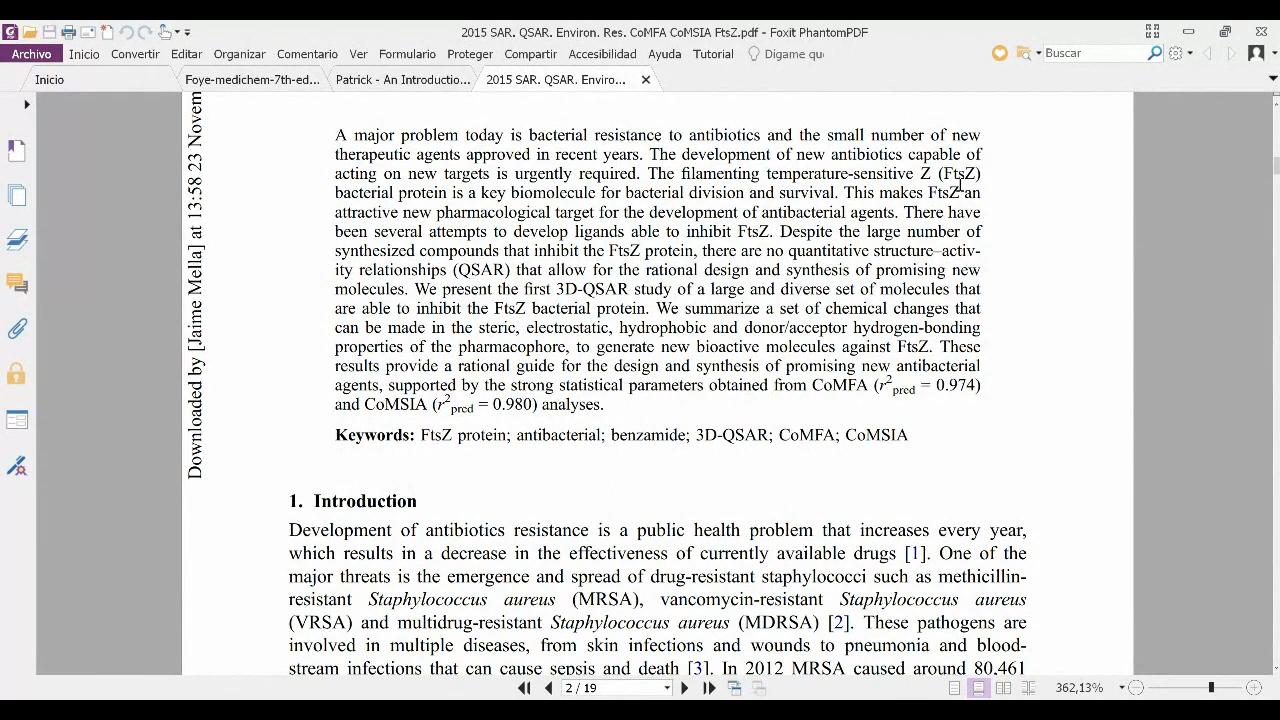 2015 SAR. QSAR. Environ. Res. CoMFA CoMSIA FtsZ.pdf - Foxit PhantomPDF
Archivo Inicio Convertir Editar Organizar Comentario Ver Formulario Proteger Compartir Accesibilidad Ayuda Tutorial Dígame qu Buscar
Inicio Foye-medichem-7th-ed... Patrick - An Introductio... 2015 SAR. QSAR. Enviro...
Downloaded by [Jaime Mella] at 13:58 23 Novem
A major problem today is bacterial resistance to antibiotics and the small number of new
therapeutic agents approved in recent years. The development of new antibiotics capable of
acting on new targets is urgently required. The filamenting temperature-sensitive Z (FtsZ)
bacterial protein is a key biomolecule for bacterial division and survival. This makes FtsZ an
attractive new pharmacological target for the development of antibacterial agents. There have
been several attempts to develop ligands able to inhibit FtsZ. Despite the large number of
synthesized compounds that inhibit the FtsZ protein, there are no quantitative structure–activ-
ity relationships (QSAR) that allow for the rational design and synthesis of promising new
molecules. We present the first 3D-QSAR study of a large and diverse set of molecules that
are able to inhibit the FtsZ bacterial protein. We summarize a set of chemical changes that
can be made in the steric, electrostatic, hydrophobic and donor/acceptor hydrogen-bonding
properties of the pharmacophore, to generate new bioactive molecules against FtsZ. These
results provide a rational guide for the design and synthesis of promising new antibacterial
agents, supported by the strong statistical parameters obtained from CoMFA (r²pred = 0.974)
and CoMSIA (r²pred = 0.980) analyses.
Keywords: FtsZ protein; antibacterial; benzamide; 3D-QSAR; CoMFA; CoMSIA
1. Introduction
Development of antibiotics resistance is a public health problem that increases every year,
which results in a decrease in the effectiveness of currently available drugs [1]. One of the
major threats is the emergence and spread of drug-resistant staphylococci such as methicillin-
resistant Staphylococcus aureus (MRSA), vancomycin-resistant Staphylococcus aureus
(VRSA) and multidrug-resistant Staphylococcus aureus (MDRSA) [2]. These pathogens are
involved in multiple diseases, from skin infections and wounds to pneumonia and blood-
stream infections that can cause sepsis and death [3]. In 2012 MRSA caused around 80,461
2 / 19
362,13%